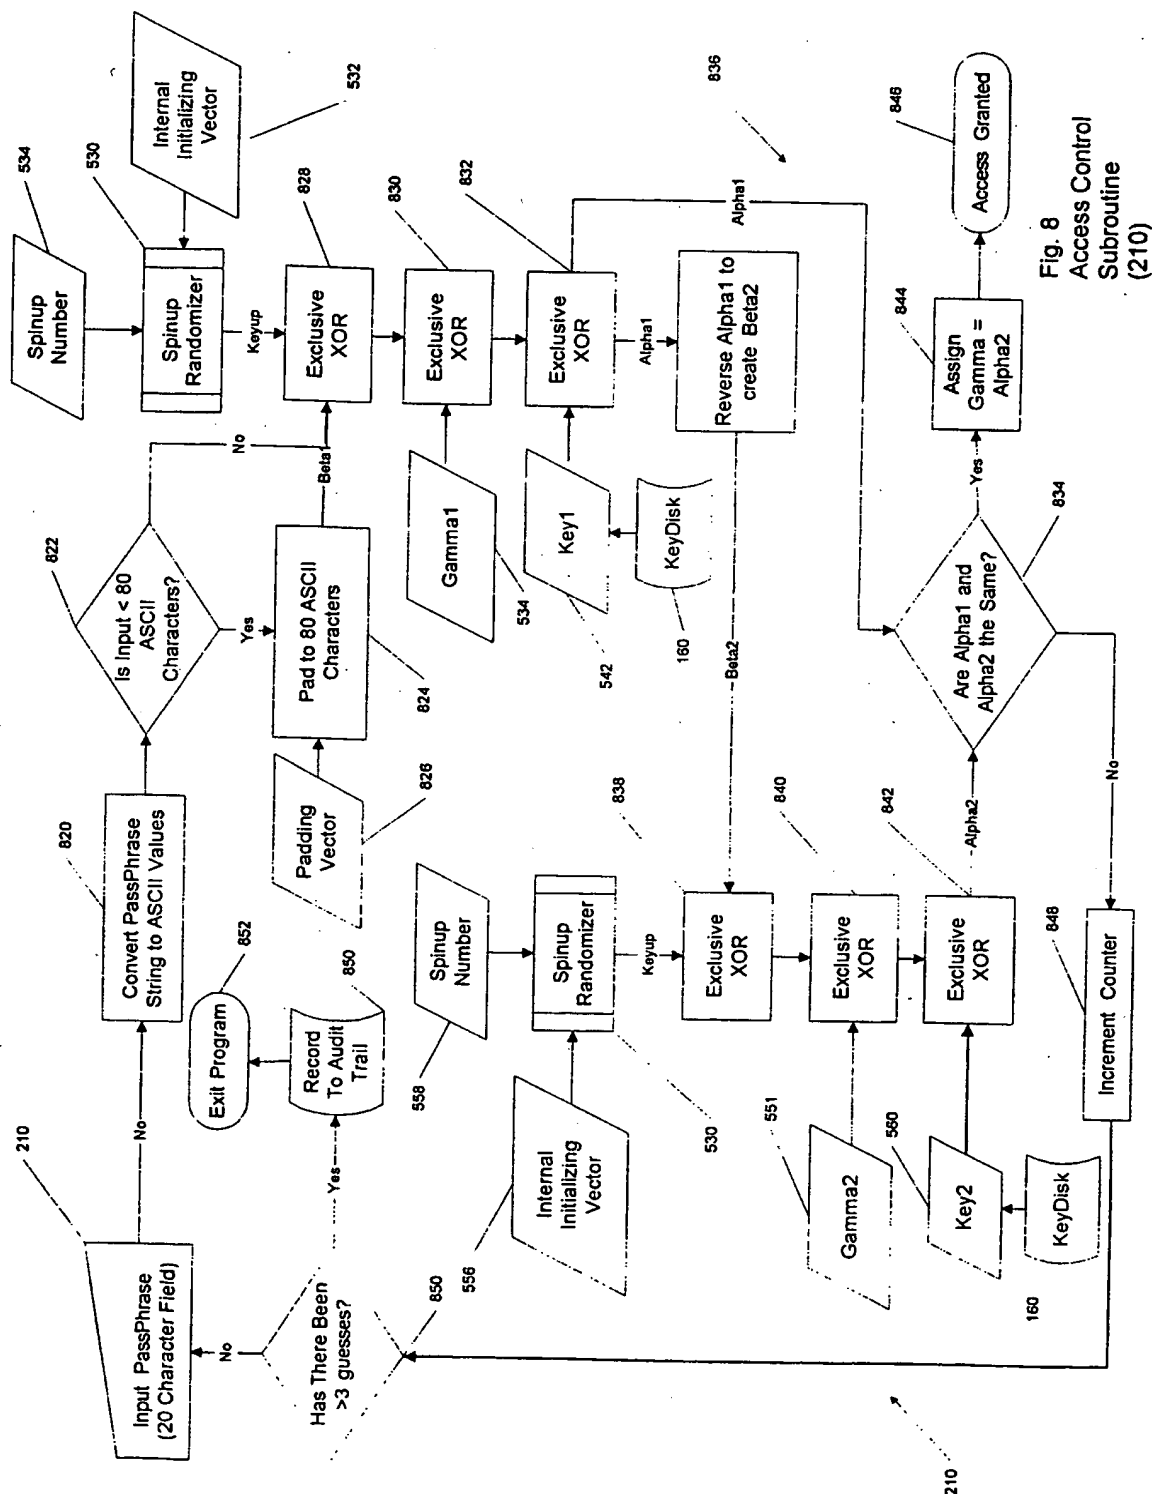 210
Input PassPhrase
(20 Character Field)
No
Has There Been
>3 guesses?
850
No
Yes
Record
To Audit
Trail
850
Exit Program
852
820
Convert PassPhrase
String to ASCII Values
822
Is Input < 80
ASCII
Characters?
No
Yes
Pad to 80 ASCII
Characters
824
Padding
Vector
826
Beta1
534
Spinup
Number
530
Spinup
Randomizer
Internal
Initializing
Vector
532
Keyup
828
Exclusive
XOR
830
Exclusive
XOR
Gamma1
534
832
Exclusive
XOR
Key1
542
KeyDisk
160
Alpha1
Alpha1
836
Reverse Alpha1 to
create Beta2
Beta2
Spinup
Number
558
Spinup
Randomizer
530
Internal
Initializing
Vector
556
Keyup
838
Exclusive
XOR
840
Exclusive
XOR
551
Gamma2
842
Exclusive
XOR
560
Key2
KeyDisk
160
Alpha2
Are Alpha1 and
Alpha2 the Same?
834
Yes
844
Assign
Gamma =
Alpha2
846
Access Granted
No
848
Increment Counter
210
Fig. 8
Access Control
Subroutine
(210)